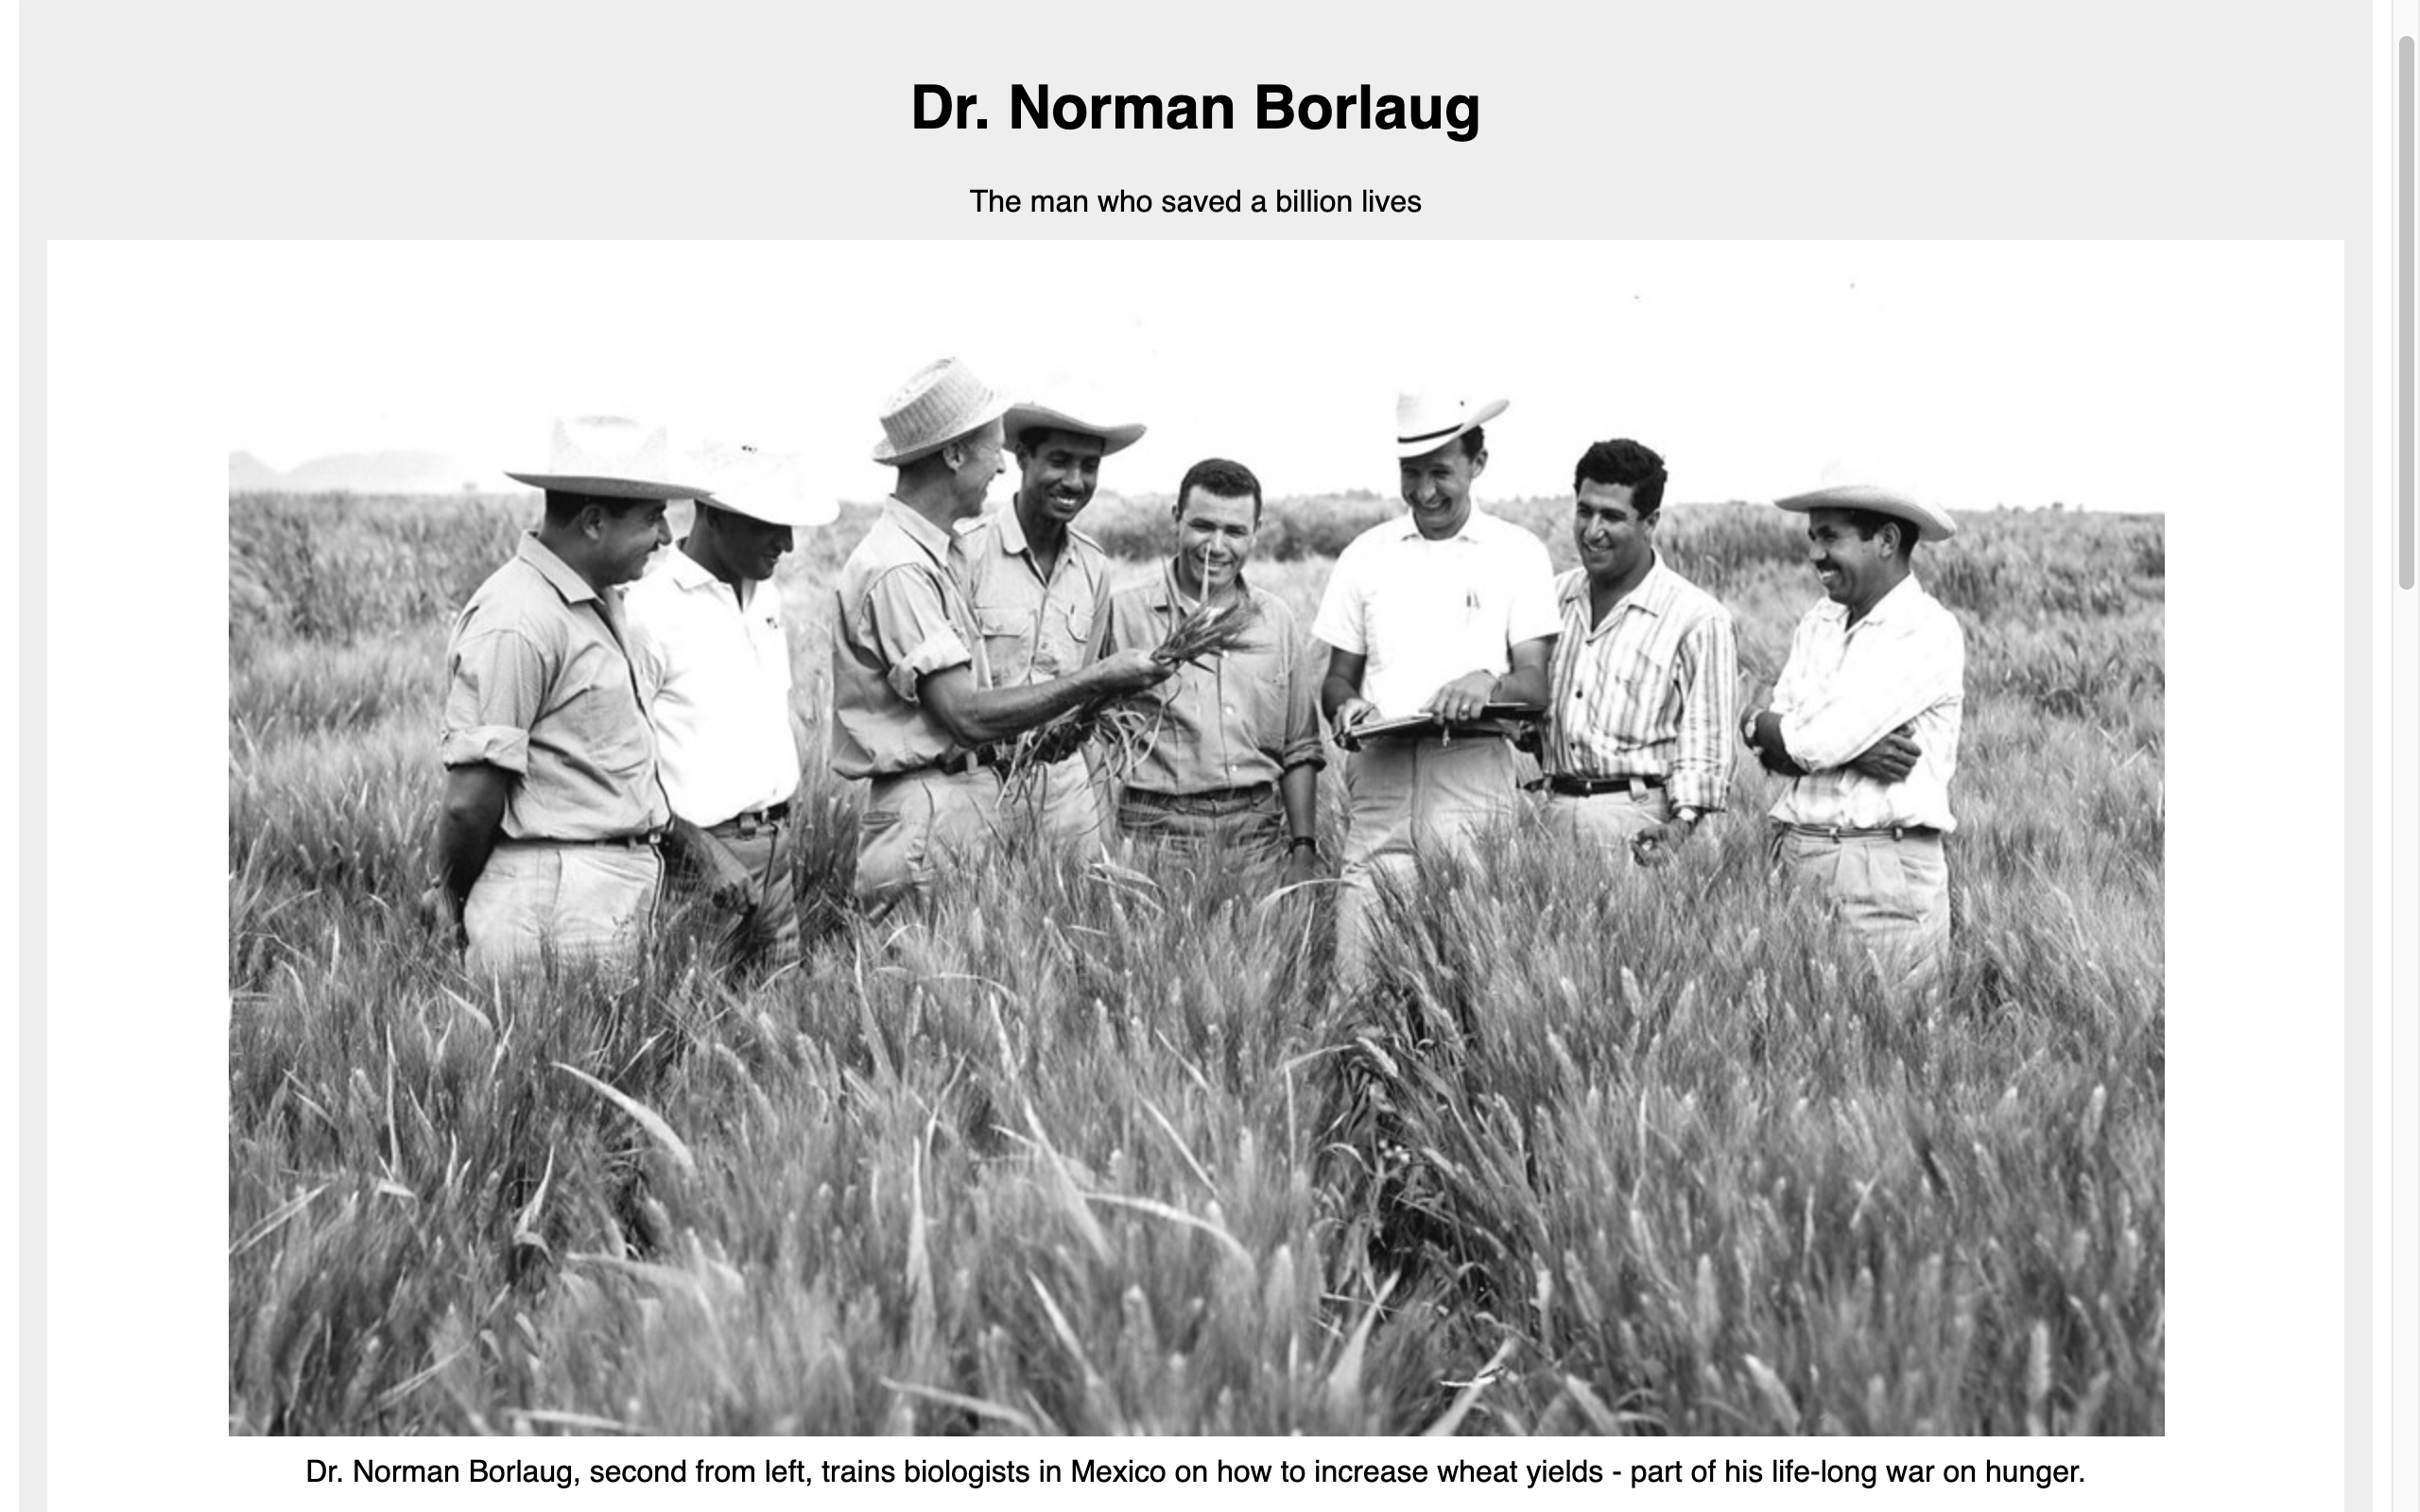 Dr. Norman Borlaug
The man who saved a billion lives
Dr. Norman Borlaug, second from left, trains biologists in Mexico on how to increase wheat yields - part of his life-long war on hunger.